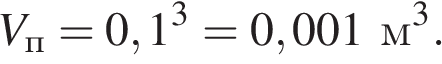 Vп = 0,1³ = 0,001 м³.